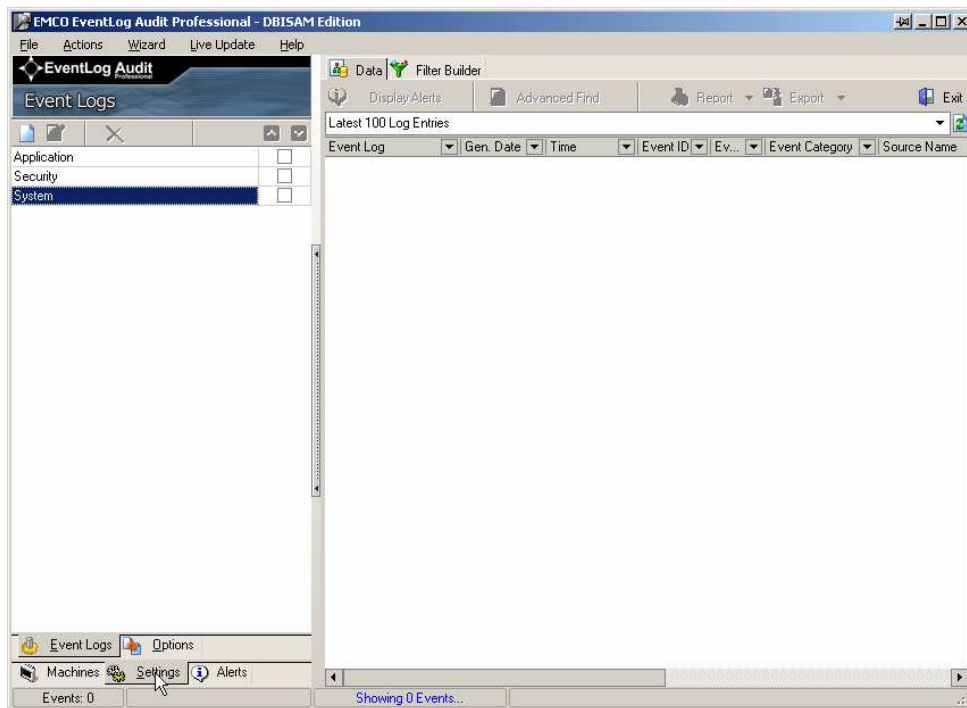 EMCO EventLog Audit Professional - DBISAM Edition
File Actions Wizard Live Update Help
EventLog Audit
Professional
Event Logs
Data Filter Builder
Display Alerts Advanced Find Report Export Exit
Latest 100 Log Entries
Event Log Gen. Date Time Event ID Ev... Event Category Source Name
Application
Security
System
Event Logs Options
Machines Settings Alerts
Events: 0 Showing 0 Events...